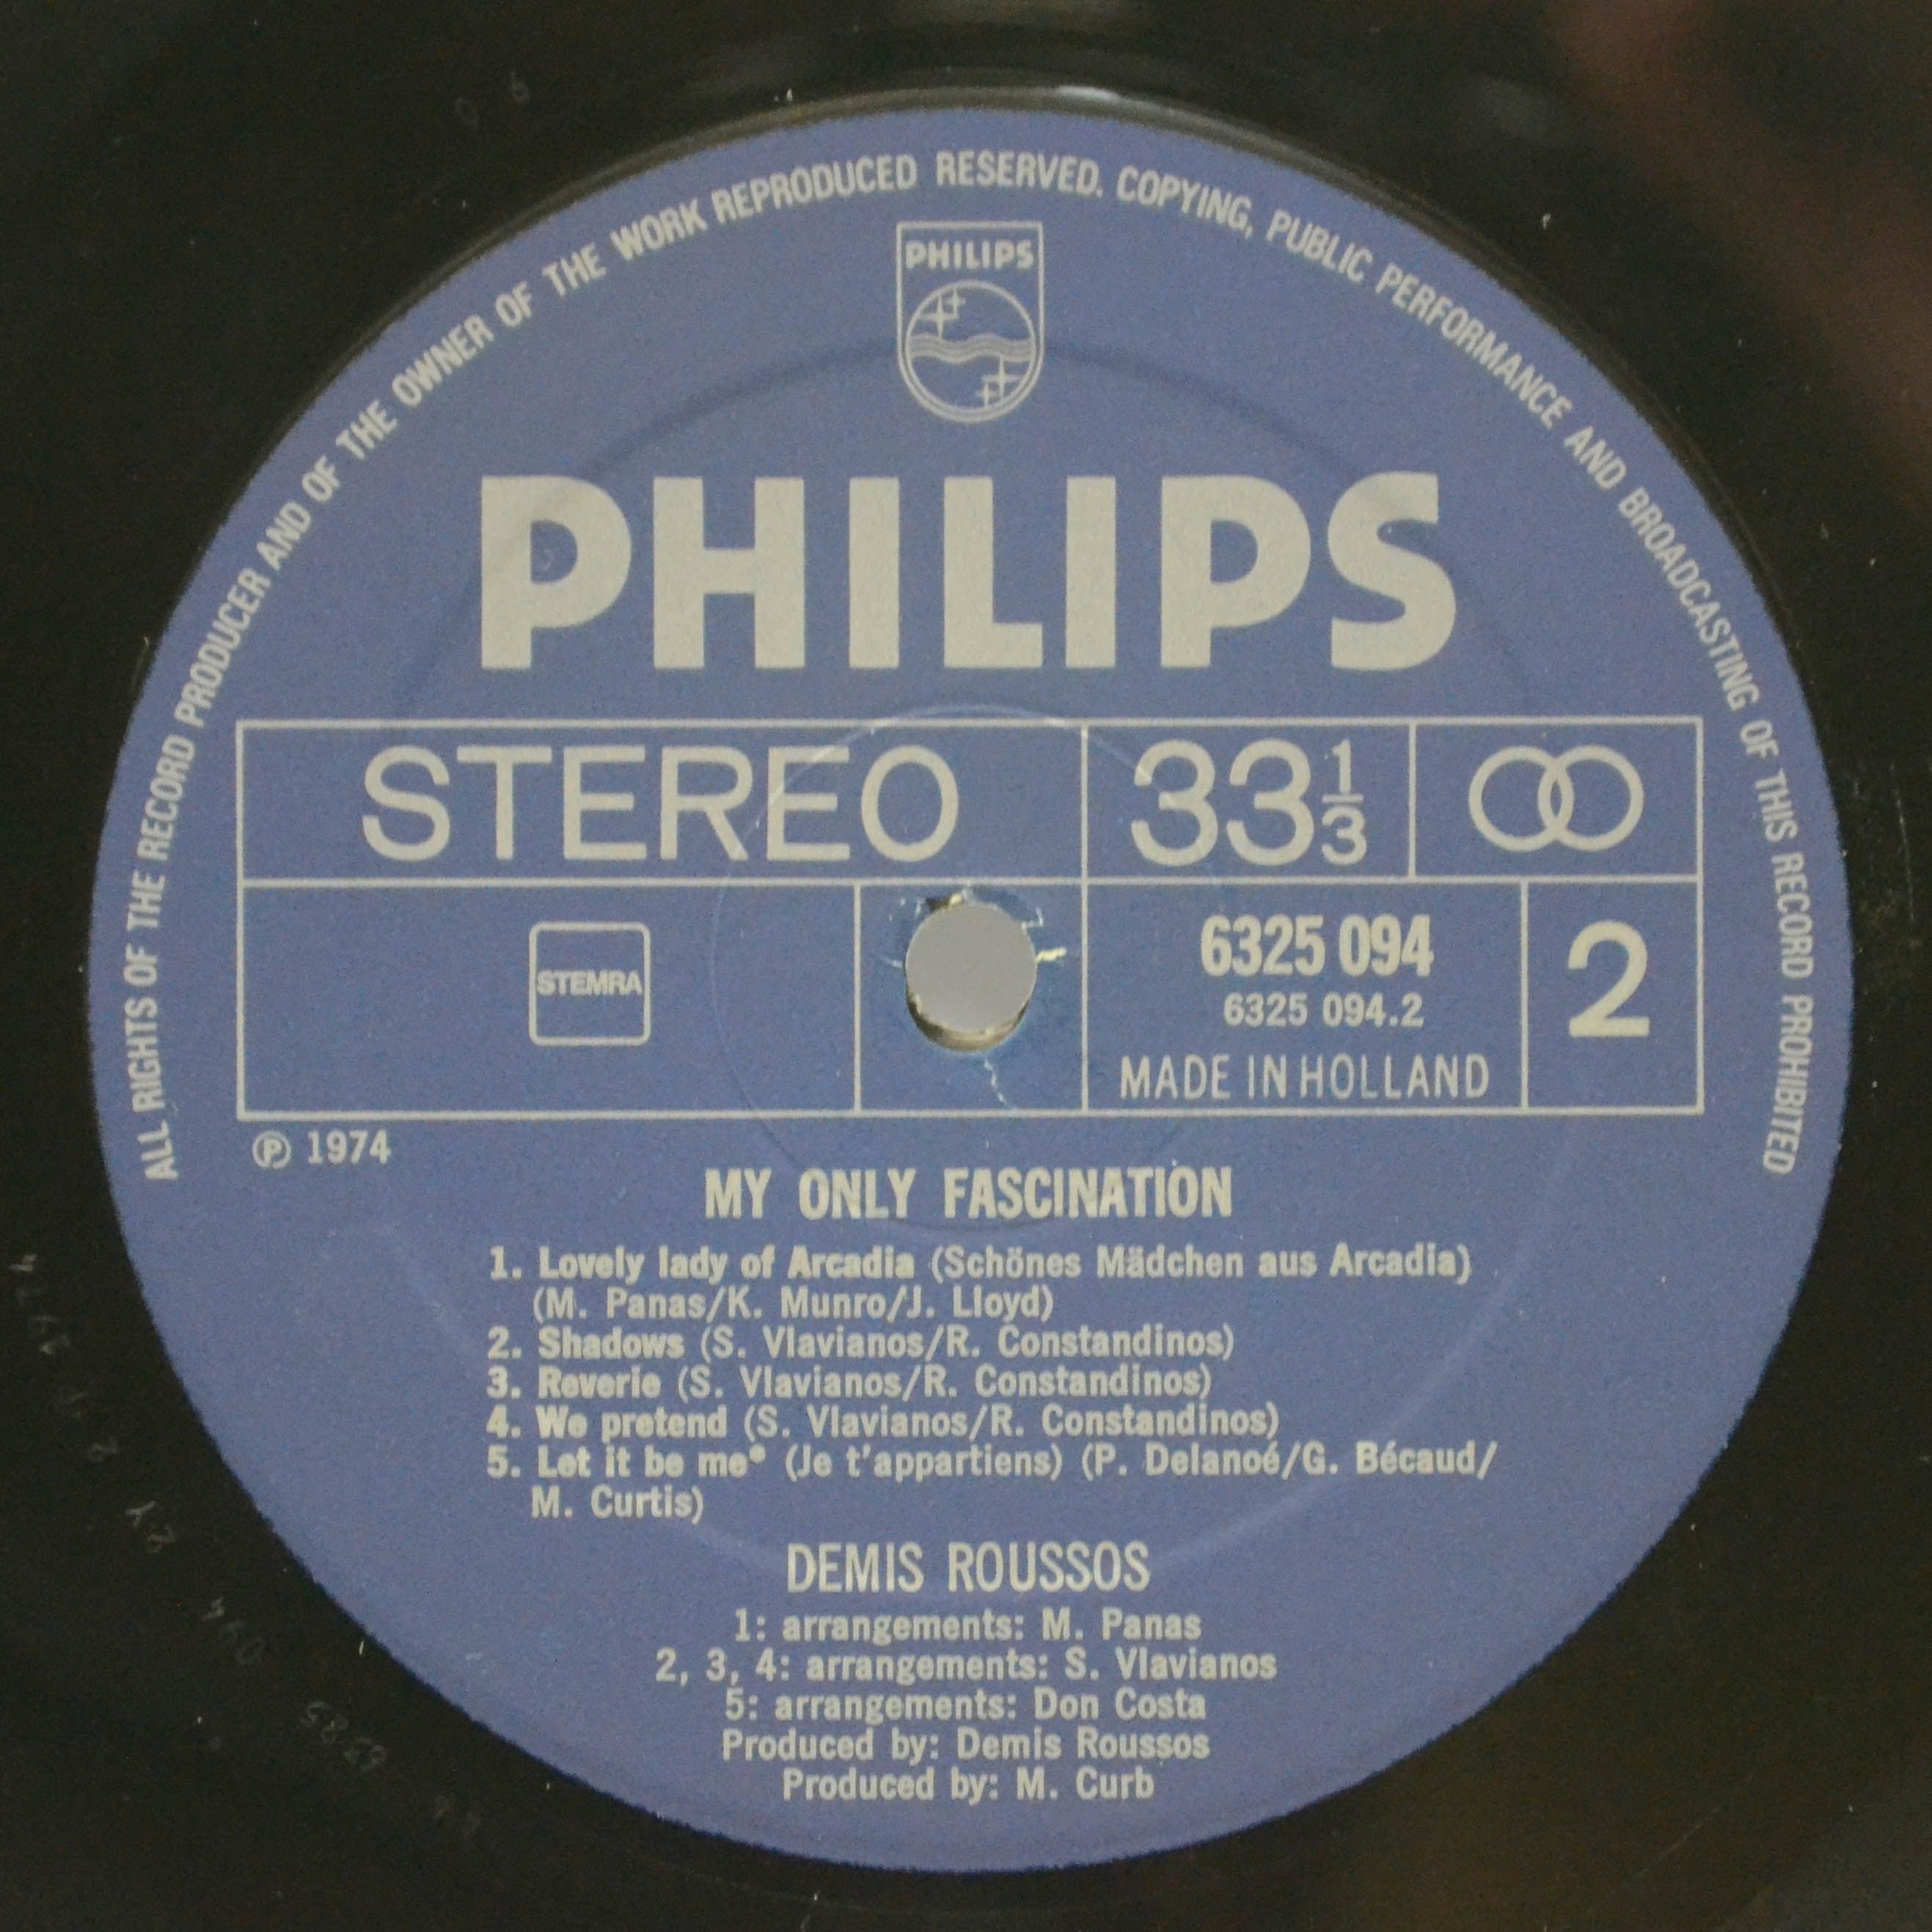 ALL RIGHTS OF THE RECORD PRODUCER AND OF THE OWNER OF THE WORK REPRODUCED RESERVED. COPYING, PUBLIC PERFORMANCE AND BROADCASTING OF THIS RECORD PROHIBITED
PHILIPS
PHILIPS
STEREO 33 1/3
STEMRA
6325 094
6325 094.2
MADE IN HOLLAND
2
Ⓟ 1974
MY ONLY FASCINATION
1. Lovely lady of Arcadia (Schönes Mädchen aus Arcadia)
(M. Panas/K. Munro/J. Lloyd)
2. Shadows (S. Vlavianos/R. Constandinos)
3. Reverie (S. Vlavianos/R. Constandinos)
4. We pretend (S. Vlavianos/R. Constandinos)
5. Let it be me* (Je t'appartiens) (P. Delanoé/G. Bécaud/
M. Curtis)
DEMIS ROUSSOS
1: arrangements: M. Panas
2, 3, 4: arrangements: S. Vlavianos
5: arrangements: Don Costa
Produced by: Demis Roussos
Produced by: M. Curb